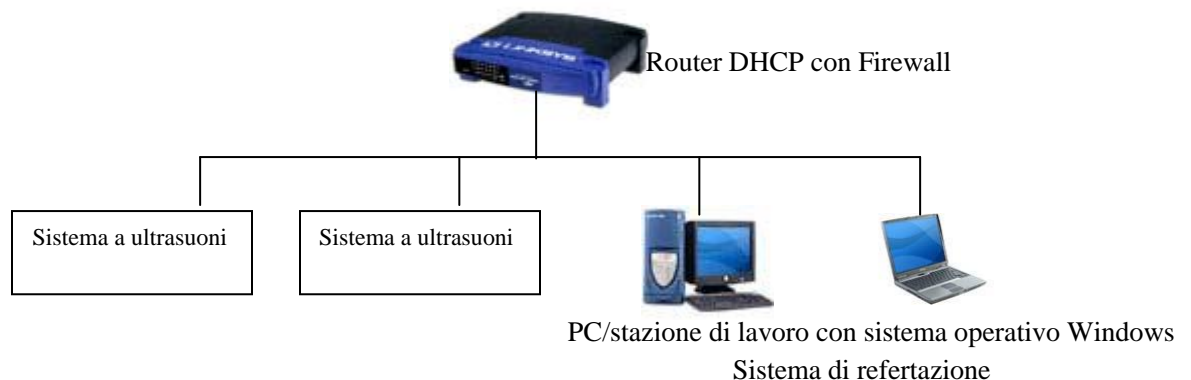 LINKSYS
Router DHCP con Firewall
Sistema a ultrasuoni
Sistema a ultrasuoni
PC/stazione di lavoro con sistema operativo Windows
Sistema di refertazione